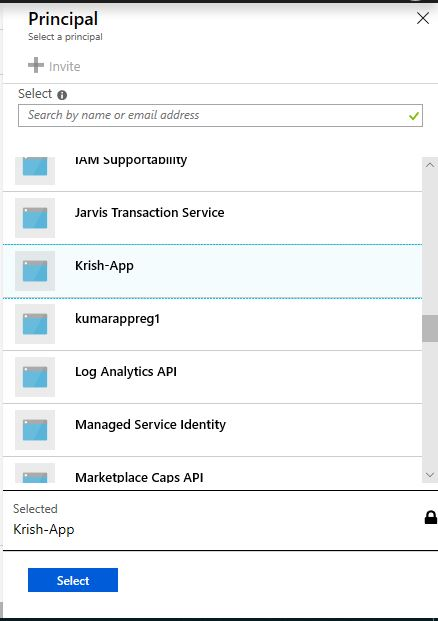 Principal
Select a principal
Invite
Select
Search by name or email address
IAM Supportability
Jarvis Transaction Service
Krish-App
kumarappreg1
Log Analytics API
Managed Service Identity
Marketplace Caps API
Selected
Krish-App
Select